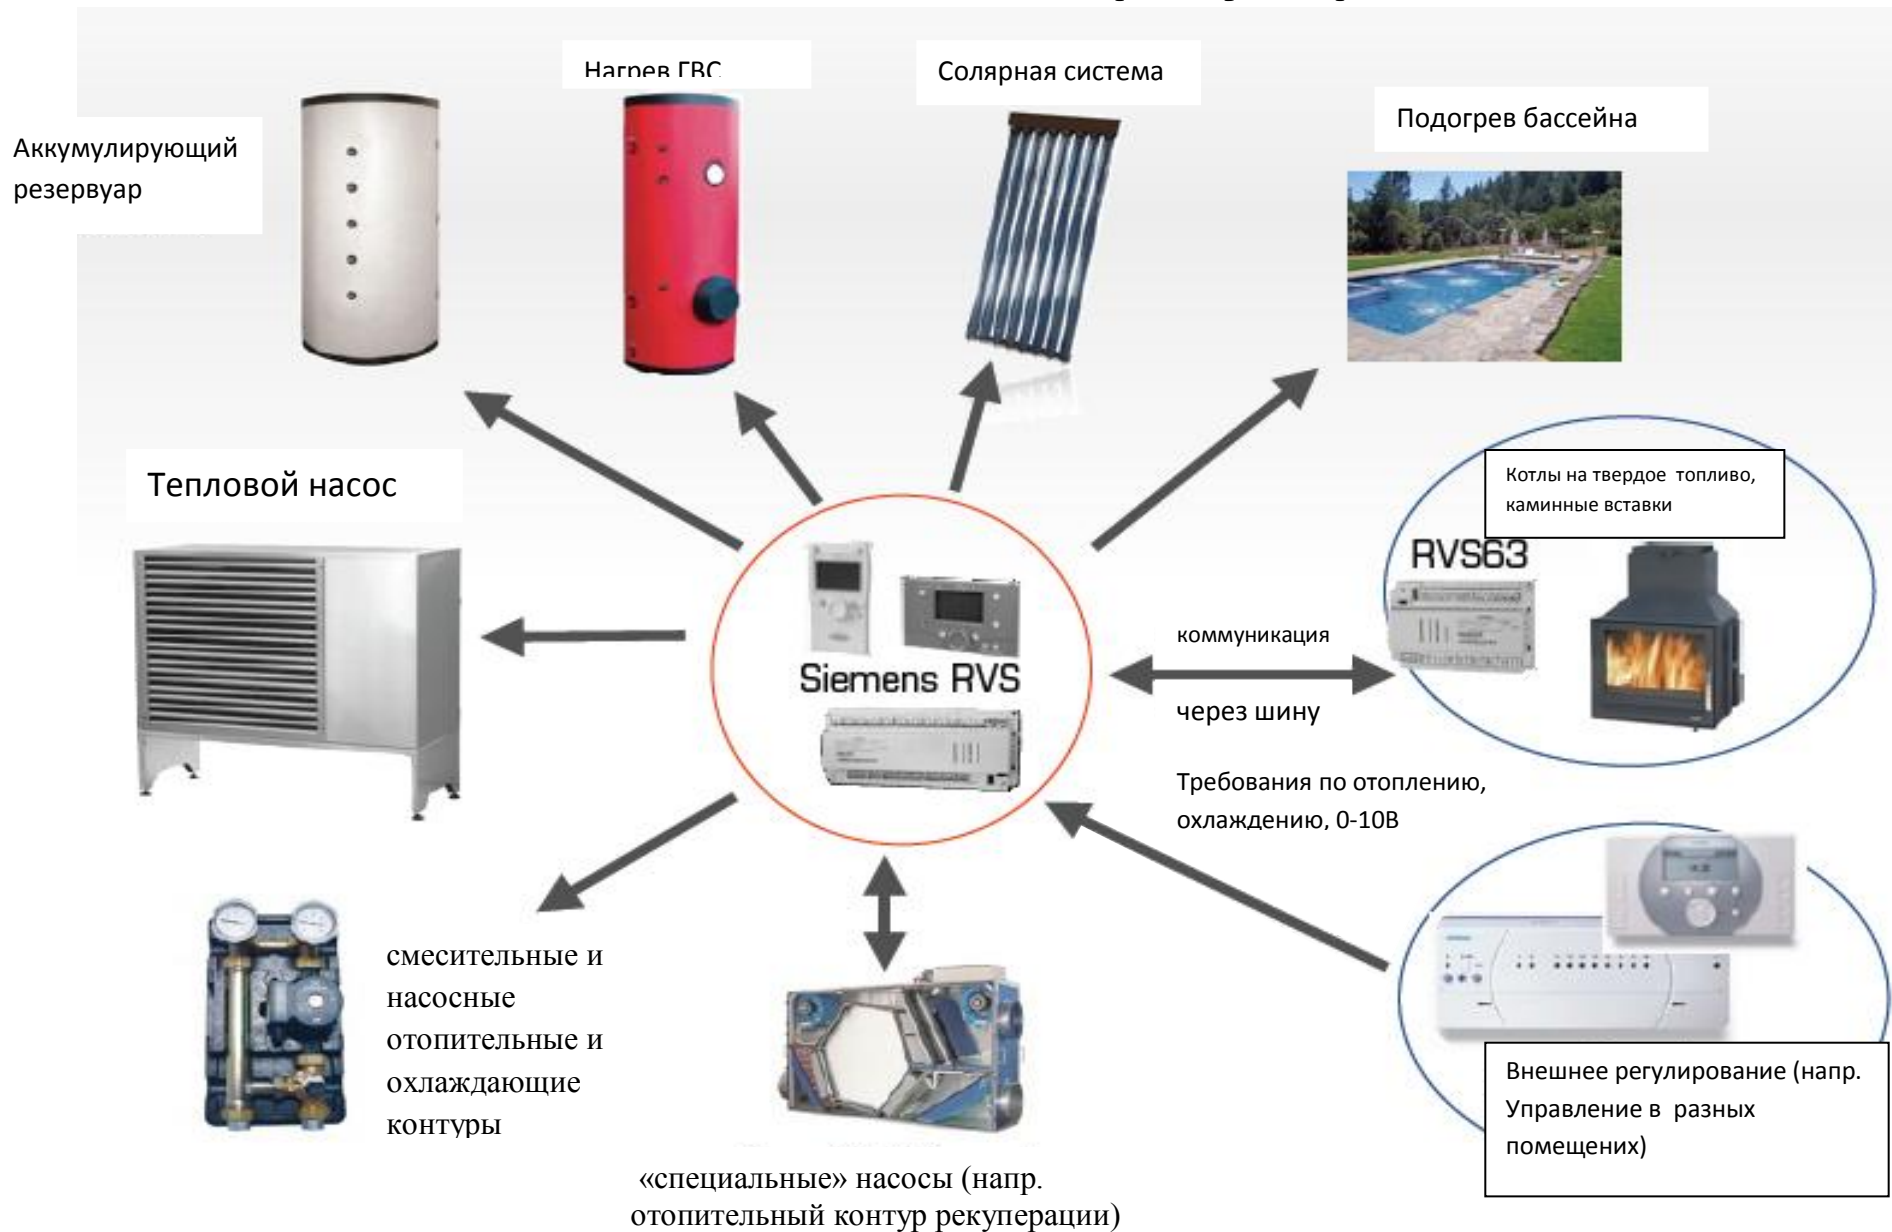 Нагрев ГВС
Солярная система
Подогрев бассейна
Аккумулирующий
резервуар
Тепловой насос
Котлы на твердое топливо,
каминные вставки
RVS63
Siemens RVS
коммуникация
через шину
Требования по отоплению,
охлаждению, 0-10В
смесительные и
насосные
отопительные и
охлаждающие
контуры
Внешнее регулирование (напр.
Управление в разных
помещених)
«специальные» насосы (напр.
отопительный контур рекуперации)